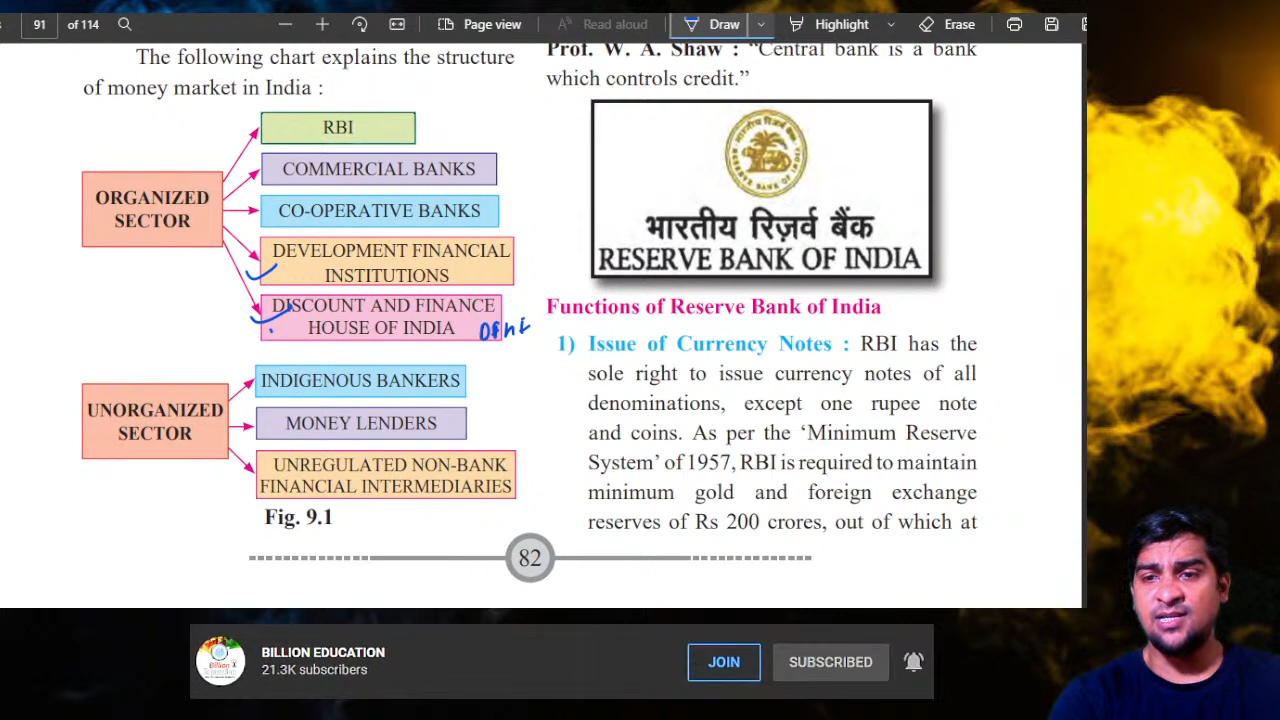 91 of 114
Page view
Read aloud
Draw
Highlight
Erase
The following chart explains the structure
of money market in India :
ORGANIZED
SECTOR
RBI
COMMERCIAL BANKS
CO-OPERATIVE BANKS
DEVELOPMENT FINANCIAL
INSTITUTIONS
DISCOUNT AND FINANCE
HOUSE OF INDIA
UNORGANIZED
SECTOR
INDIGENOUS BANKERS
MONEY LENDERS
UNREGULATED NON-BANK
FINANCIAL INTERMEDIARIES
Fig. 9.1
Prof. W. A. Shaw : “Central bank is a bank
which controls credit.”
भारतीय रिज़र्व बैंक
RESERVE BANK OF INDIA
Functions of Reserve Bank of India
1) Issue of Currency Notes : RBI has the
sole right to issue currency notes of all
denominations, except one rupee note
and coins. As per the ‘Minimum Reserve
System’ of 1957, RBI is required to maintain
minimum gold and foreign exchange
reserves of Rs 200 crores, out of which at
82
BILLION EDUCATION
21.3K subscribers
JOIN
SUBSCRIBED